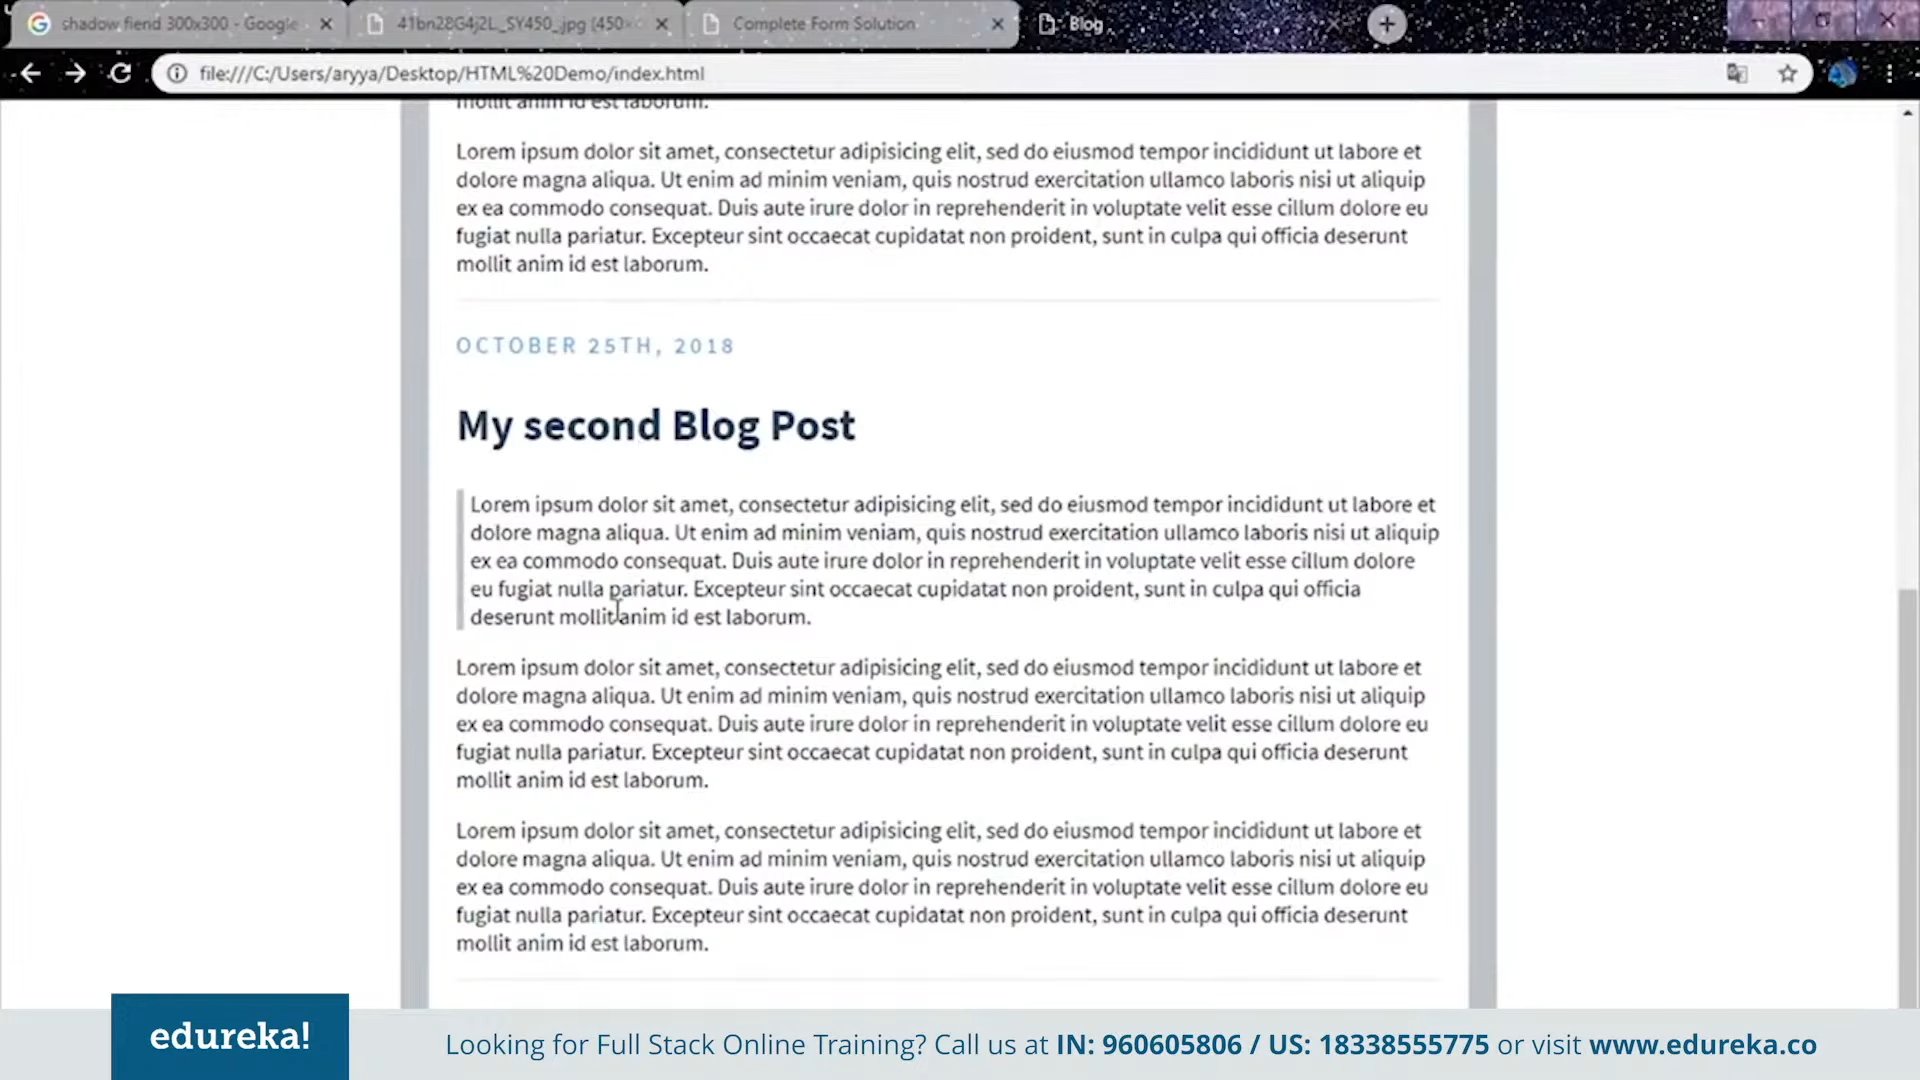 shadow fiend 300x300 - Google
41bn28G4j2L_SY450_.jpg (450×
Complete Form Solution
Blog
file:///C:/Users/aryya/Desktop/HTML%20Demo/index.html
mollit anim id est laborum.
Lorem ipsum dolor sit amet, consectetur adipisicing elit, sed do eiusmod tempor incididunt ut labore et
dolore magna aliqua. Ut enim ad minim veniam, quis nostrud exercitation ullamco laboris nisi ut aliquip
ex ea commodo consequat. Duis aute irure dolor in reprehenderit in voluptate velit esse cillum dolore eu
fugiat nulla pariatur. Excepteur sint occaecat cupidatat non proident, sunt in culpa qui officia deserunt
mollit anim id est laborum.
OCTOBER 25TH, 2018
My second Blog Post
Lorem ipsum dolor sit amet, consectetur adipisicing elit, sed do eiusmod tempor incididunt ut labore et
dolore magna aliqua. Ut enim ad minim veniam, quis nostrud exercitation ullamco laboris nisi ut aliquip
ex ea commodo consequat. Duis aute irure dolor in reprehenderit in voluptate velit esse cillum dolore
eu fugiat nulla pariatur. Excepteur sint occaecat cupidatat non proident, sunt in culpa qui officia
deserunt mollit anim id est laborum.
Lorem ipsum dolor sit amet, consectetur adipisicing elit, sed do eiusmod tempor incididunt ut labore et
dolore magna aliqua. Ut enim ad minim veniam, quis nostrud exercitation ullamco laboris nisi ut aliquip
ex ea commodo consequat. Duis aute irure dolor in reprehenderit in voluptate velit esse cillum dolore eu
fugiat nulla pariatur. Excepteur sint occaecat cupidatat non proident, sunt in culpa qui officia deserunt
mollit anim id est laborum.
Lorem ipsum dolor sit amet, consectetur adipisicing elit, sed do eiusmod tempor incididunt ut labore et
dolore magna aliqua. Ut enim ad minim veniam, quis nostrud exercitation ullamco laboris nisi ut aliquip
ex ea commodo consequat. Duis aute irure dolor in reprehenderit in voluptate velit esse cillum dolore eu
fugiat nulla pariatur. Excepteur sint occaecat cupidatat non proident, sunt in culpa qui officia deserunt
mollit anim id est laborum.
edureka!
Looking for Full Stack Online Training? Call us at IN: 960605806 / US: 18338555775 or visit www.edureka.co